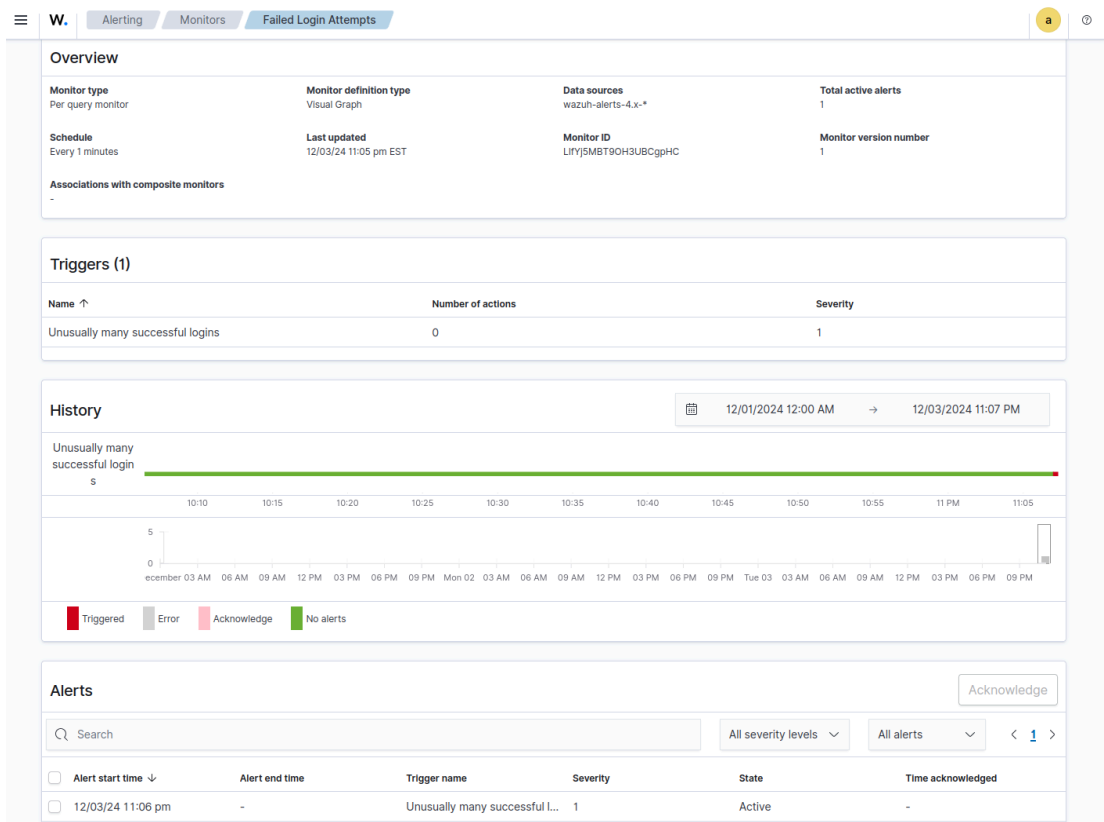 W. Alerting Monitors Failed Login Attempts a
Overview
Monitor type Monitor definition type Data sources Total active alerts
Per query monitor Visual Graph wazuh-alerts-4.x-* 1
Schedule Last updated Monitor ID Monitor version number
Every 1 minutes 12/03/24 11:05 pm EST LlfYj5MBT9OH3UBCgpHC 1
Associations with composite monitors
-
Triggers (1)
Name Number of actions Severity
Unusually many successful logins 0 1
History 12/01/2024 12:00 AM → 12/03/2024 11:07 PM
Unusually many
successful login
s
10:10 10:15 10:20 10:25 10:30 10:35 10:40 10:45 10:50 10:55 11 PM 11:05
5
0
ecember 03 AM 06 AM 09 AM 12 PM 03 PM 06 PM 09 PM Mon 02 03 AM 06 AM 09 AM 12 PM 03 PM 06 PM 09 PM Tue 03 03 AM 06 AM 09 AM 12 PM 03 PM 06 PM 09 PM
Triggered Error Acknowledge No alerts
Alerts Acknowledge
Search All severity levels All alerts 1
Alert start time Alert end time Trigger name Severity State Time acknowledged
12/03/24 11:06 pm - Unusually many successful l... 1 Active -